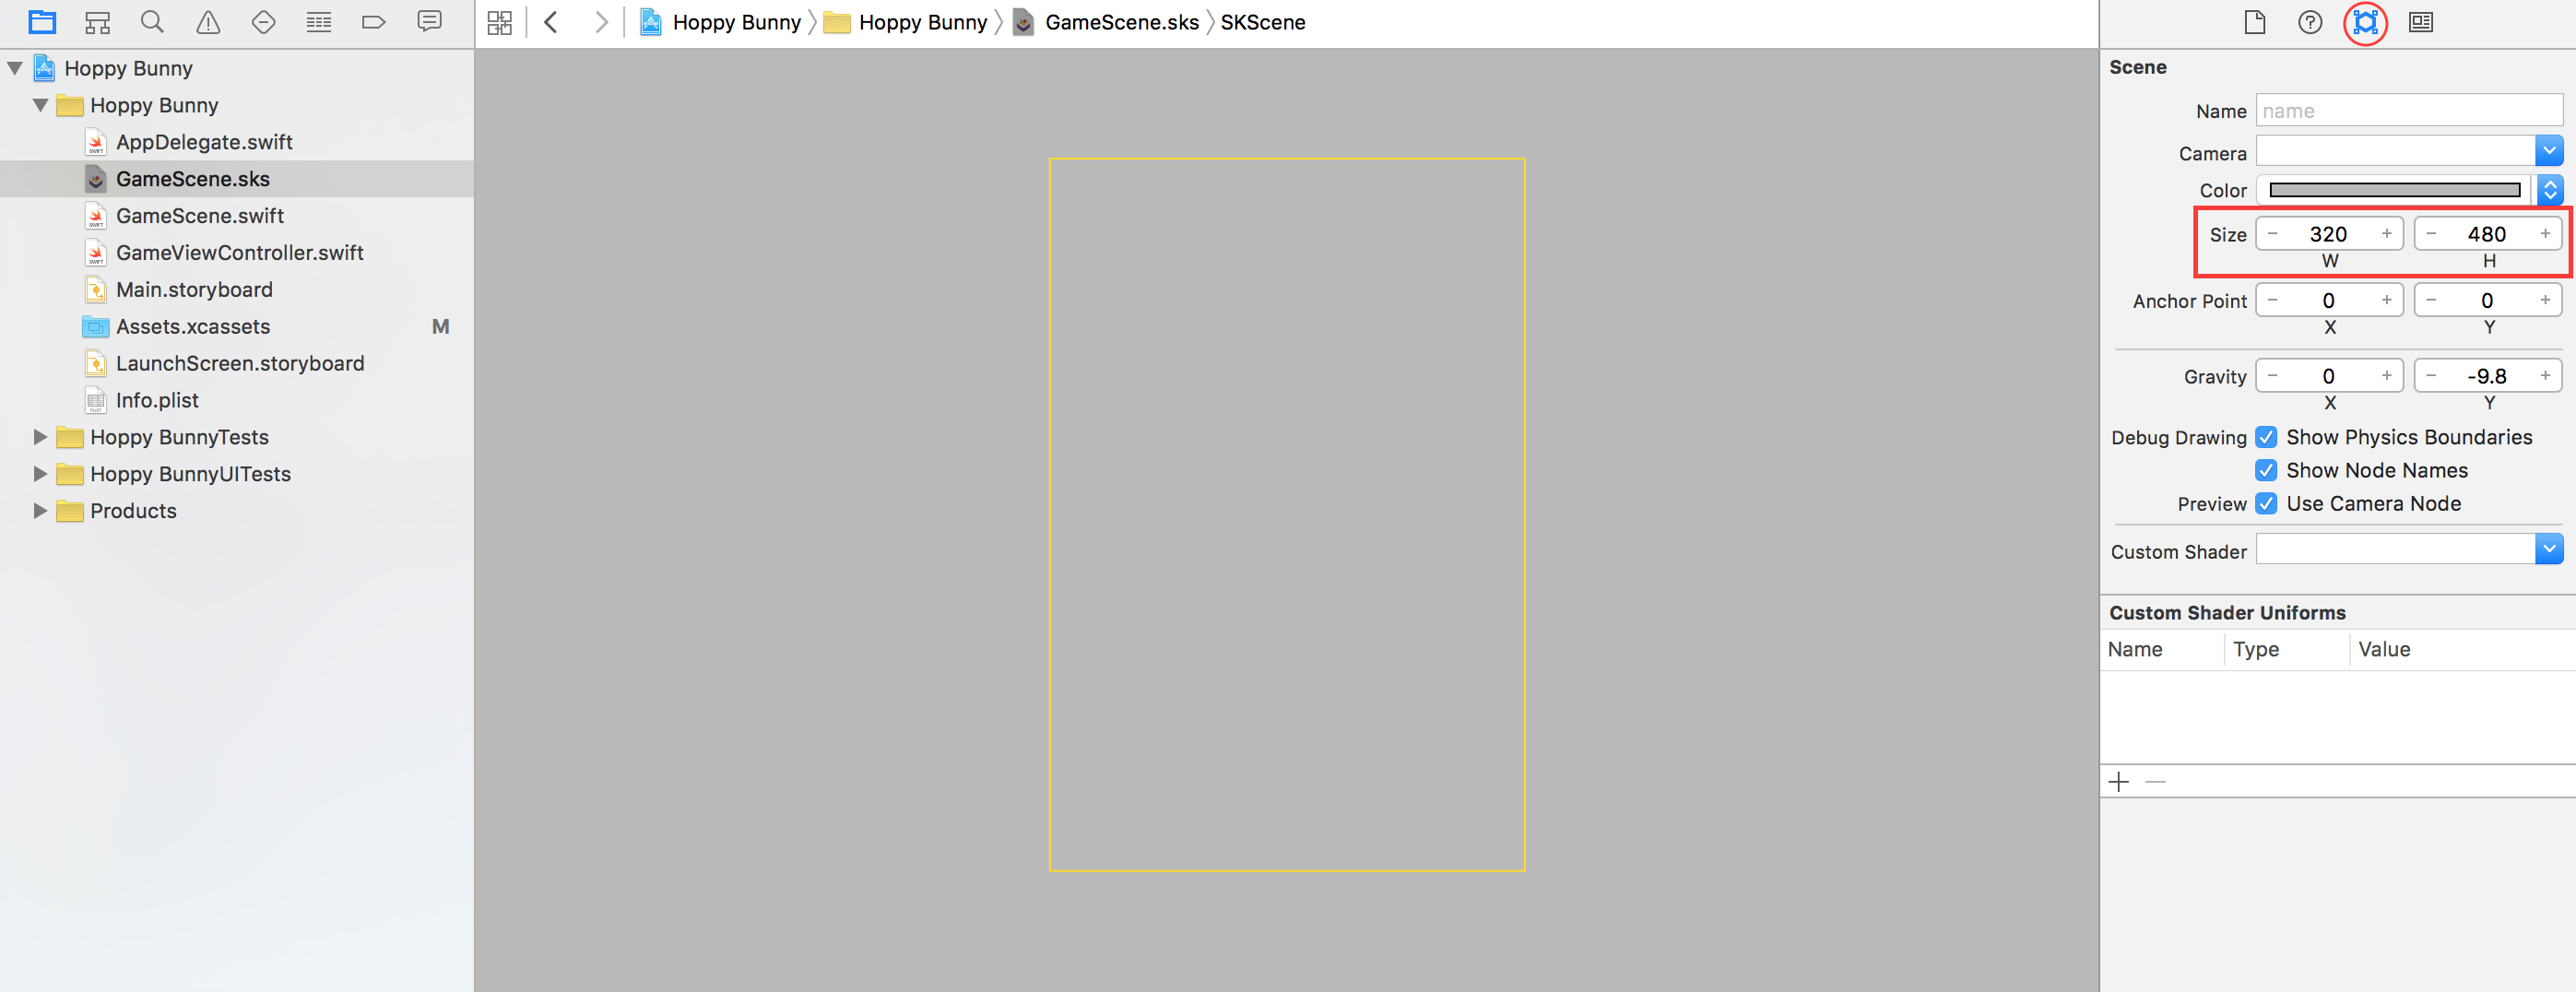 Hoppy Bunny
Hoppy Bunny
AppDelegate.swift
GameScene.sks
GameScene.swift
GameViewController.swift
Main.storyboard
Assets.xcassets M
LaunchScreen.storyboard
Info.plist
Hoppy BunnyTests
Hoppy BunnyUITests
Products
Hoppy Bunny Hoppy Bunny GameScene.sks SKScene
Scene
Name name
Camera
Color
Size − 320 + − 480 +
W H
Anchor Point − 0 + − 0 +
X Y
Gravity − 0 + − -9.8 +
X Y
Debug Drawing Show Physics Boundaries
Show Node Names
Preview Use Camera Node
Custom Shader
Custom Shader Uniforms
Name Type Value